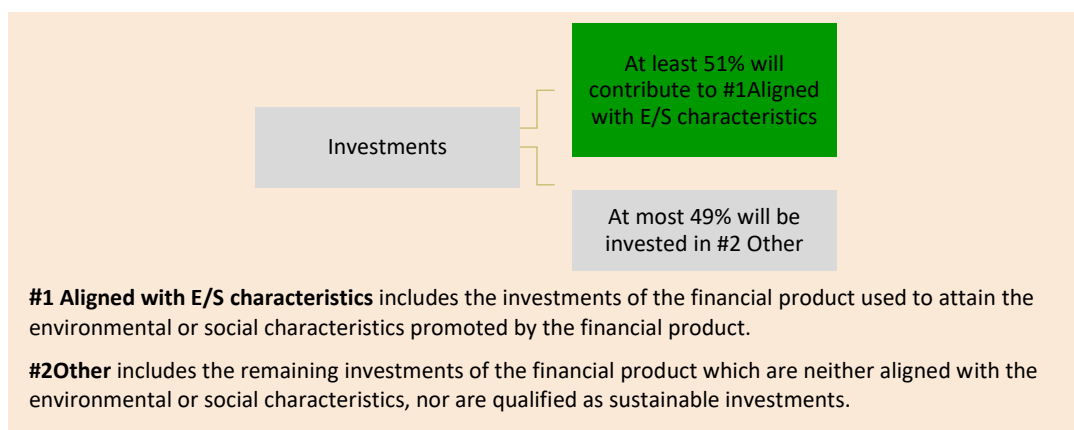 At least 51% will
contribute to #1Aligned
with E/S characteristics
Investments
At most 49% will be
invested in #2 Other
#1 Aligned with E/S characteristics includes the investments of the financial product used to attain the
environmental or social characteristics promoted by the financial product.
#2Other includes the remaining investments of the financial product which are neither aligned with the
environmental or social characteristics, nor are qualified as sustainable investments.